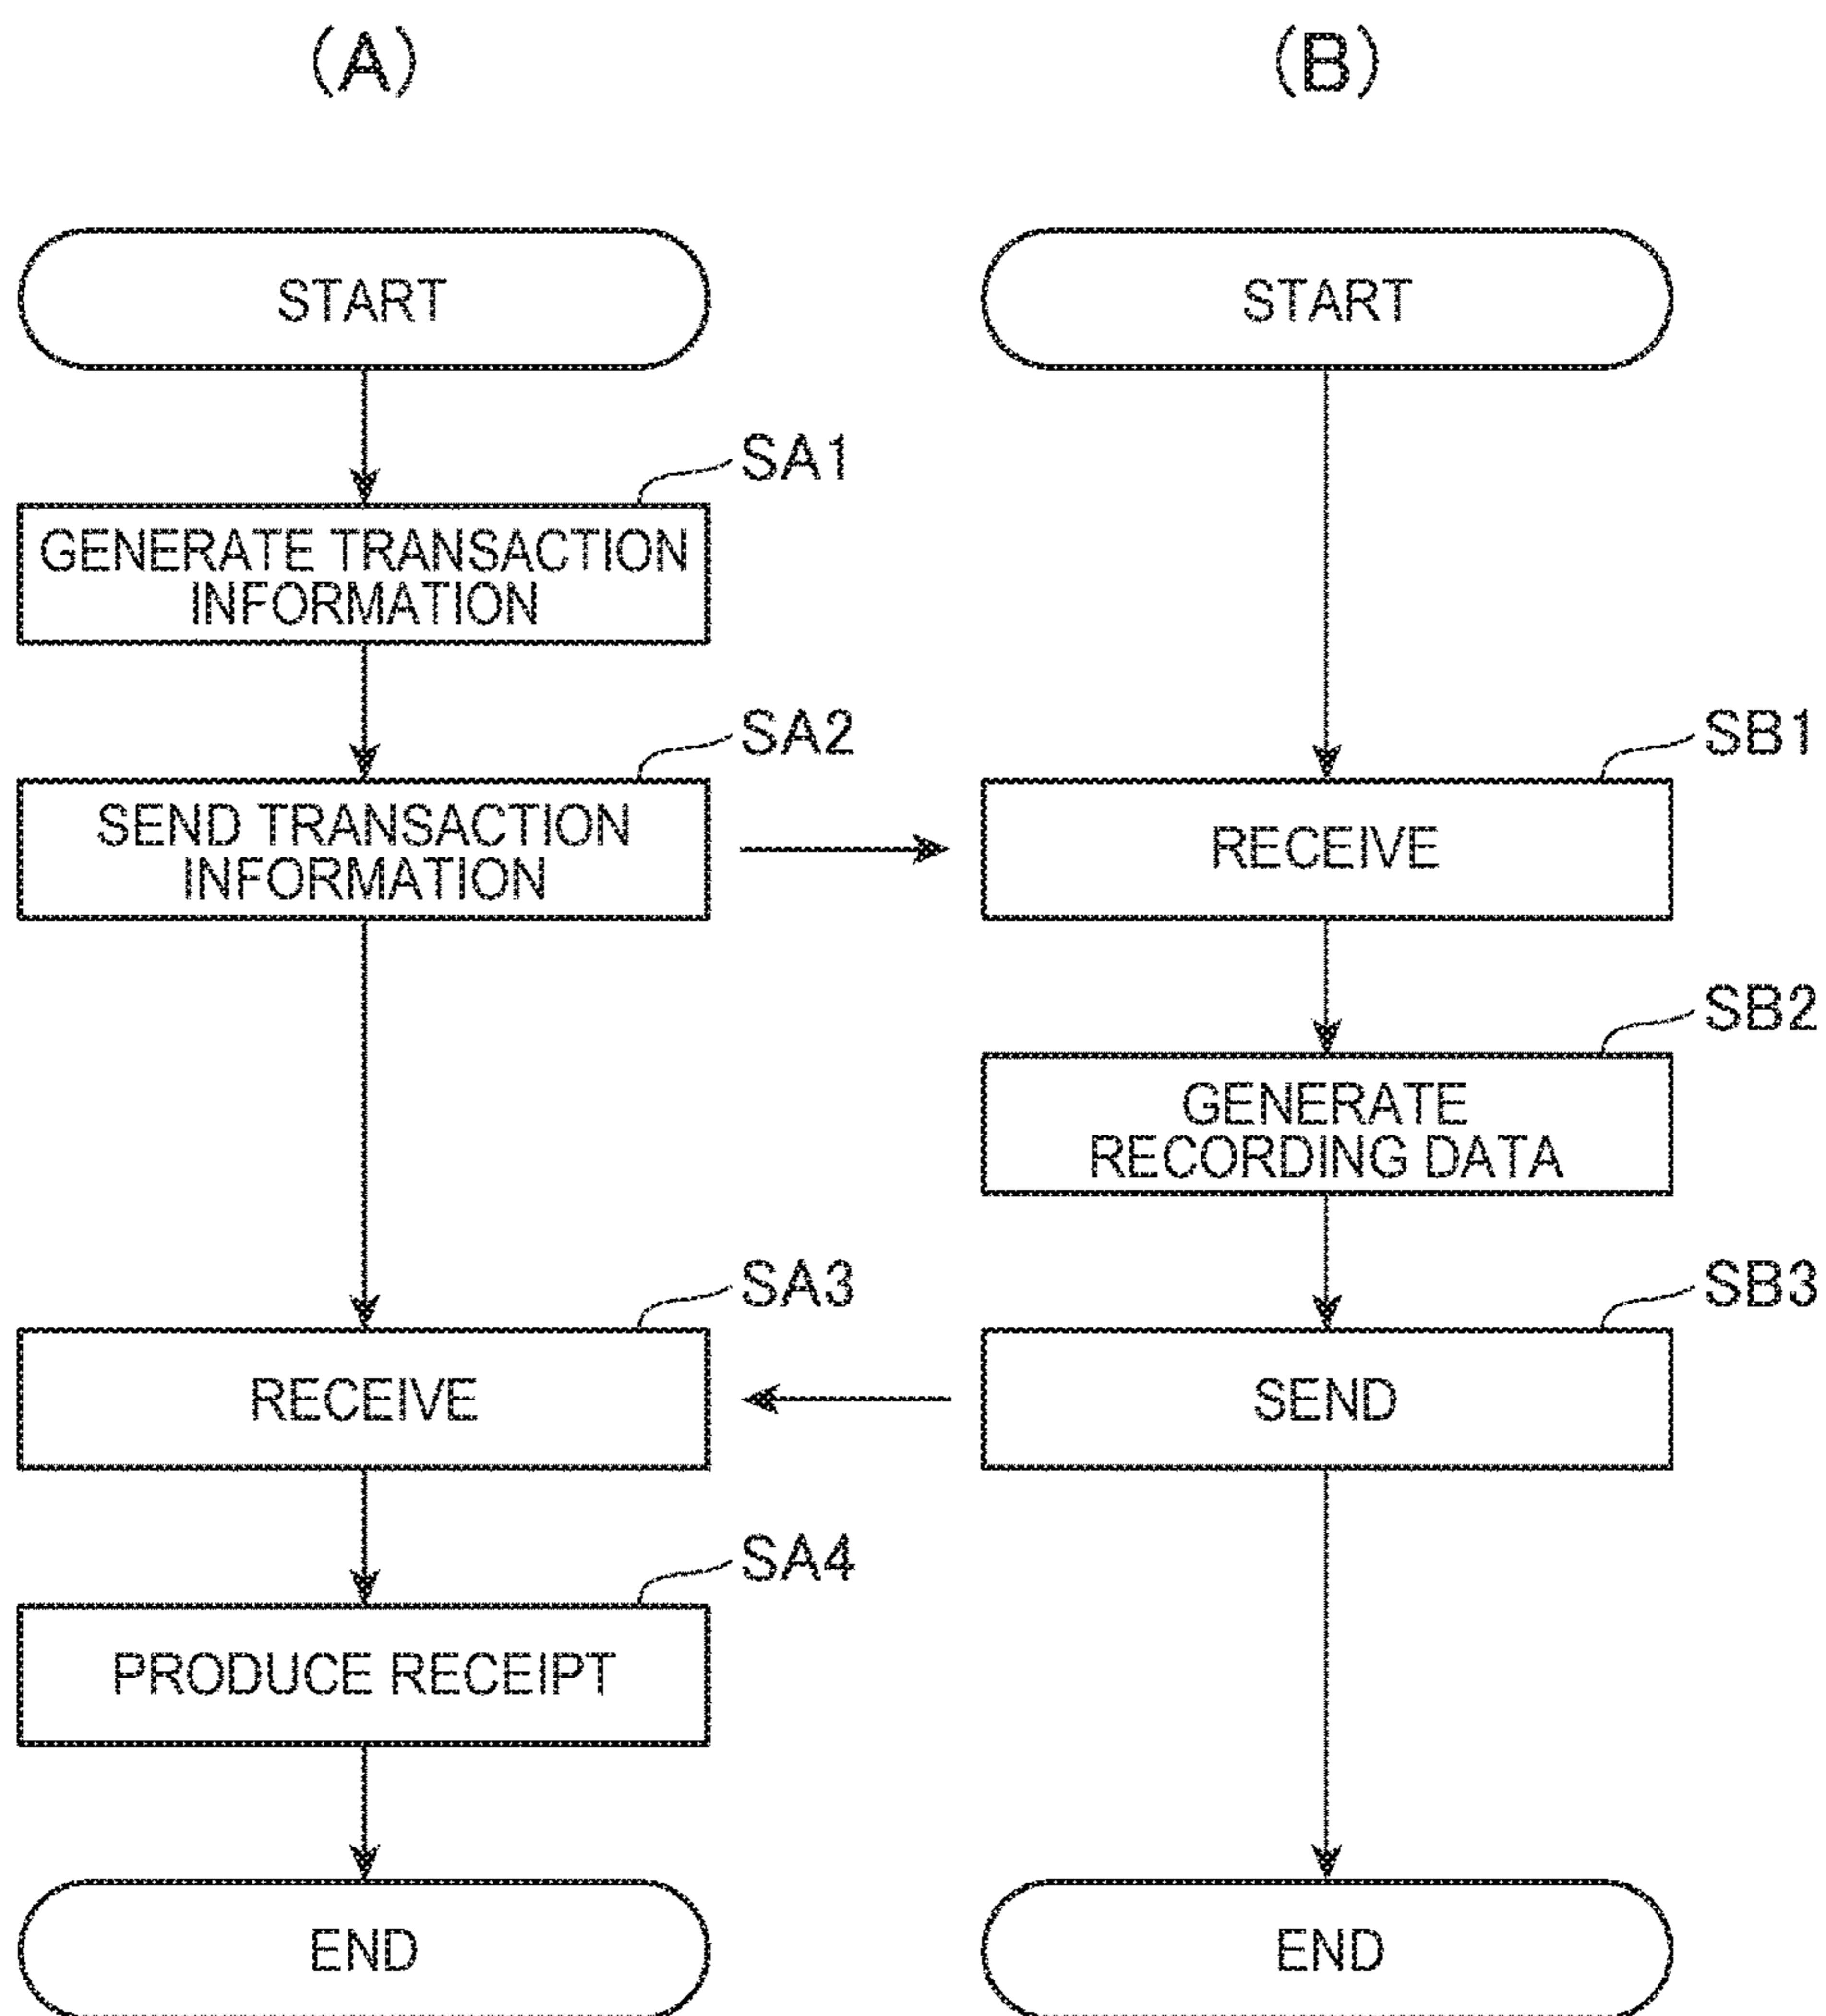 (A)
START
SA1
GENERATE TRANSACTION
INFORMATION
SA2
SEND TRANSACTION
INFORMATION
SA3
RECEIVE
SA4
PRODUCE RECEIPT
END
(B)
START
SB1
RECEIVE
SB2
GENERATE
RECORDING DATA
SB3
SEND
END